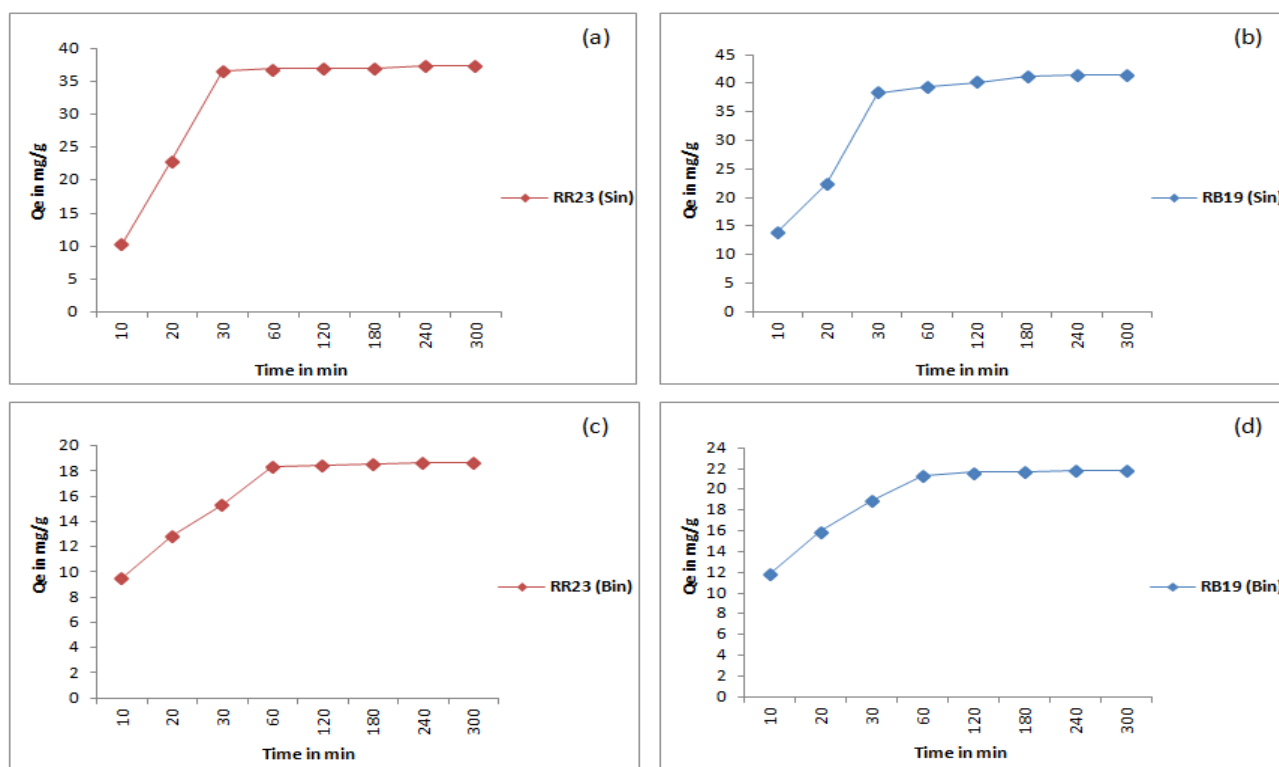 (a)
40
35
30
25
20
15
10
5
0
Qe in mg/g
10 20 30 60 120 180 240 300
Time in min
RR23 (Sin)
(b)
45
40
35
30
25
20
15
10
5
0
Qe in mg/g
10 20 30 60 120 180 240 300
Time in min
RB19 (Sin)
(c)
20
18
16
14
12
10
8
6
4
2
0
Qe in mg/g
10 20 30 60 120 180 240 300
Time in min
RR23 (Bin)
(d)
24
22
20
18
16
14
12
10
8
6
4
2
0
Qe in mg/g
10 20 30 60 120 180 240 300
Time in min
RB19 (Bin)